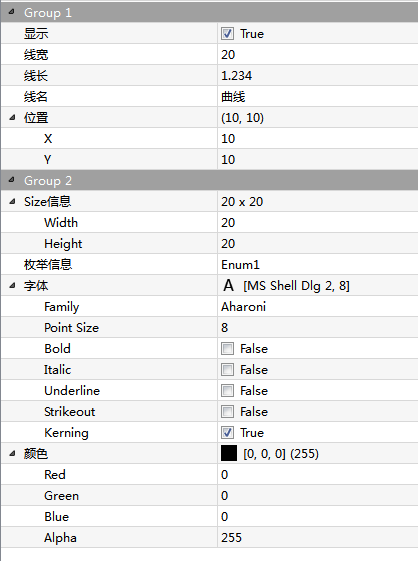 Group 1
显示 True
线宽 20
线长 1.234
线名 曲线
位置 (10, 10)
X 10
Y 10
Group 2
Size信息 20 x 20
Width 20
Height 20
枚举信息 Enum1
字体 A [MS Shell Dlg 2, 8]
Family Aharoni
Point Size 8
Bold False
Italic False
Underline False
Strikeout False
Kerning True
颜色 [0, 0, 0] (255)
Red 0
Green 0
Blue 0
Alpha 255